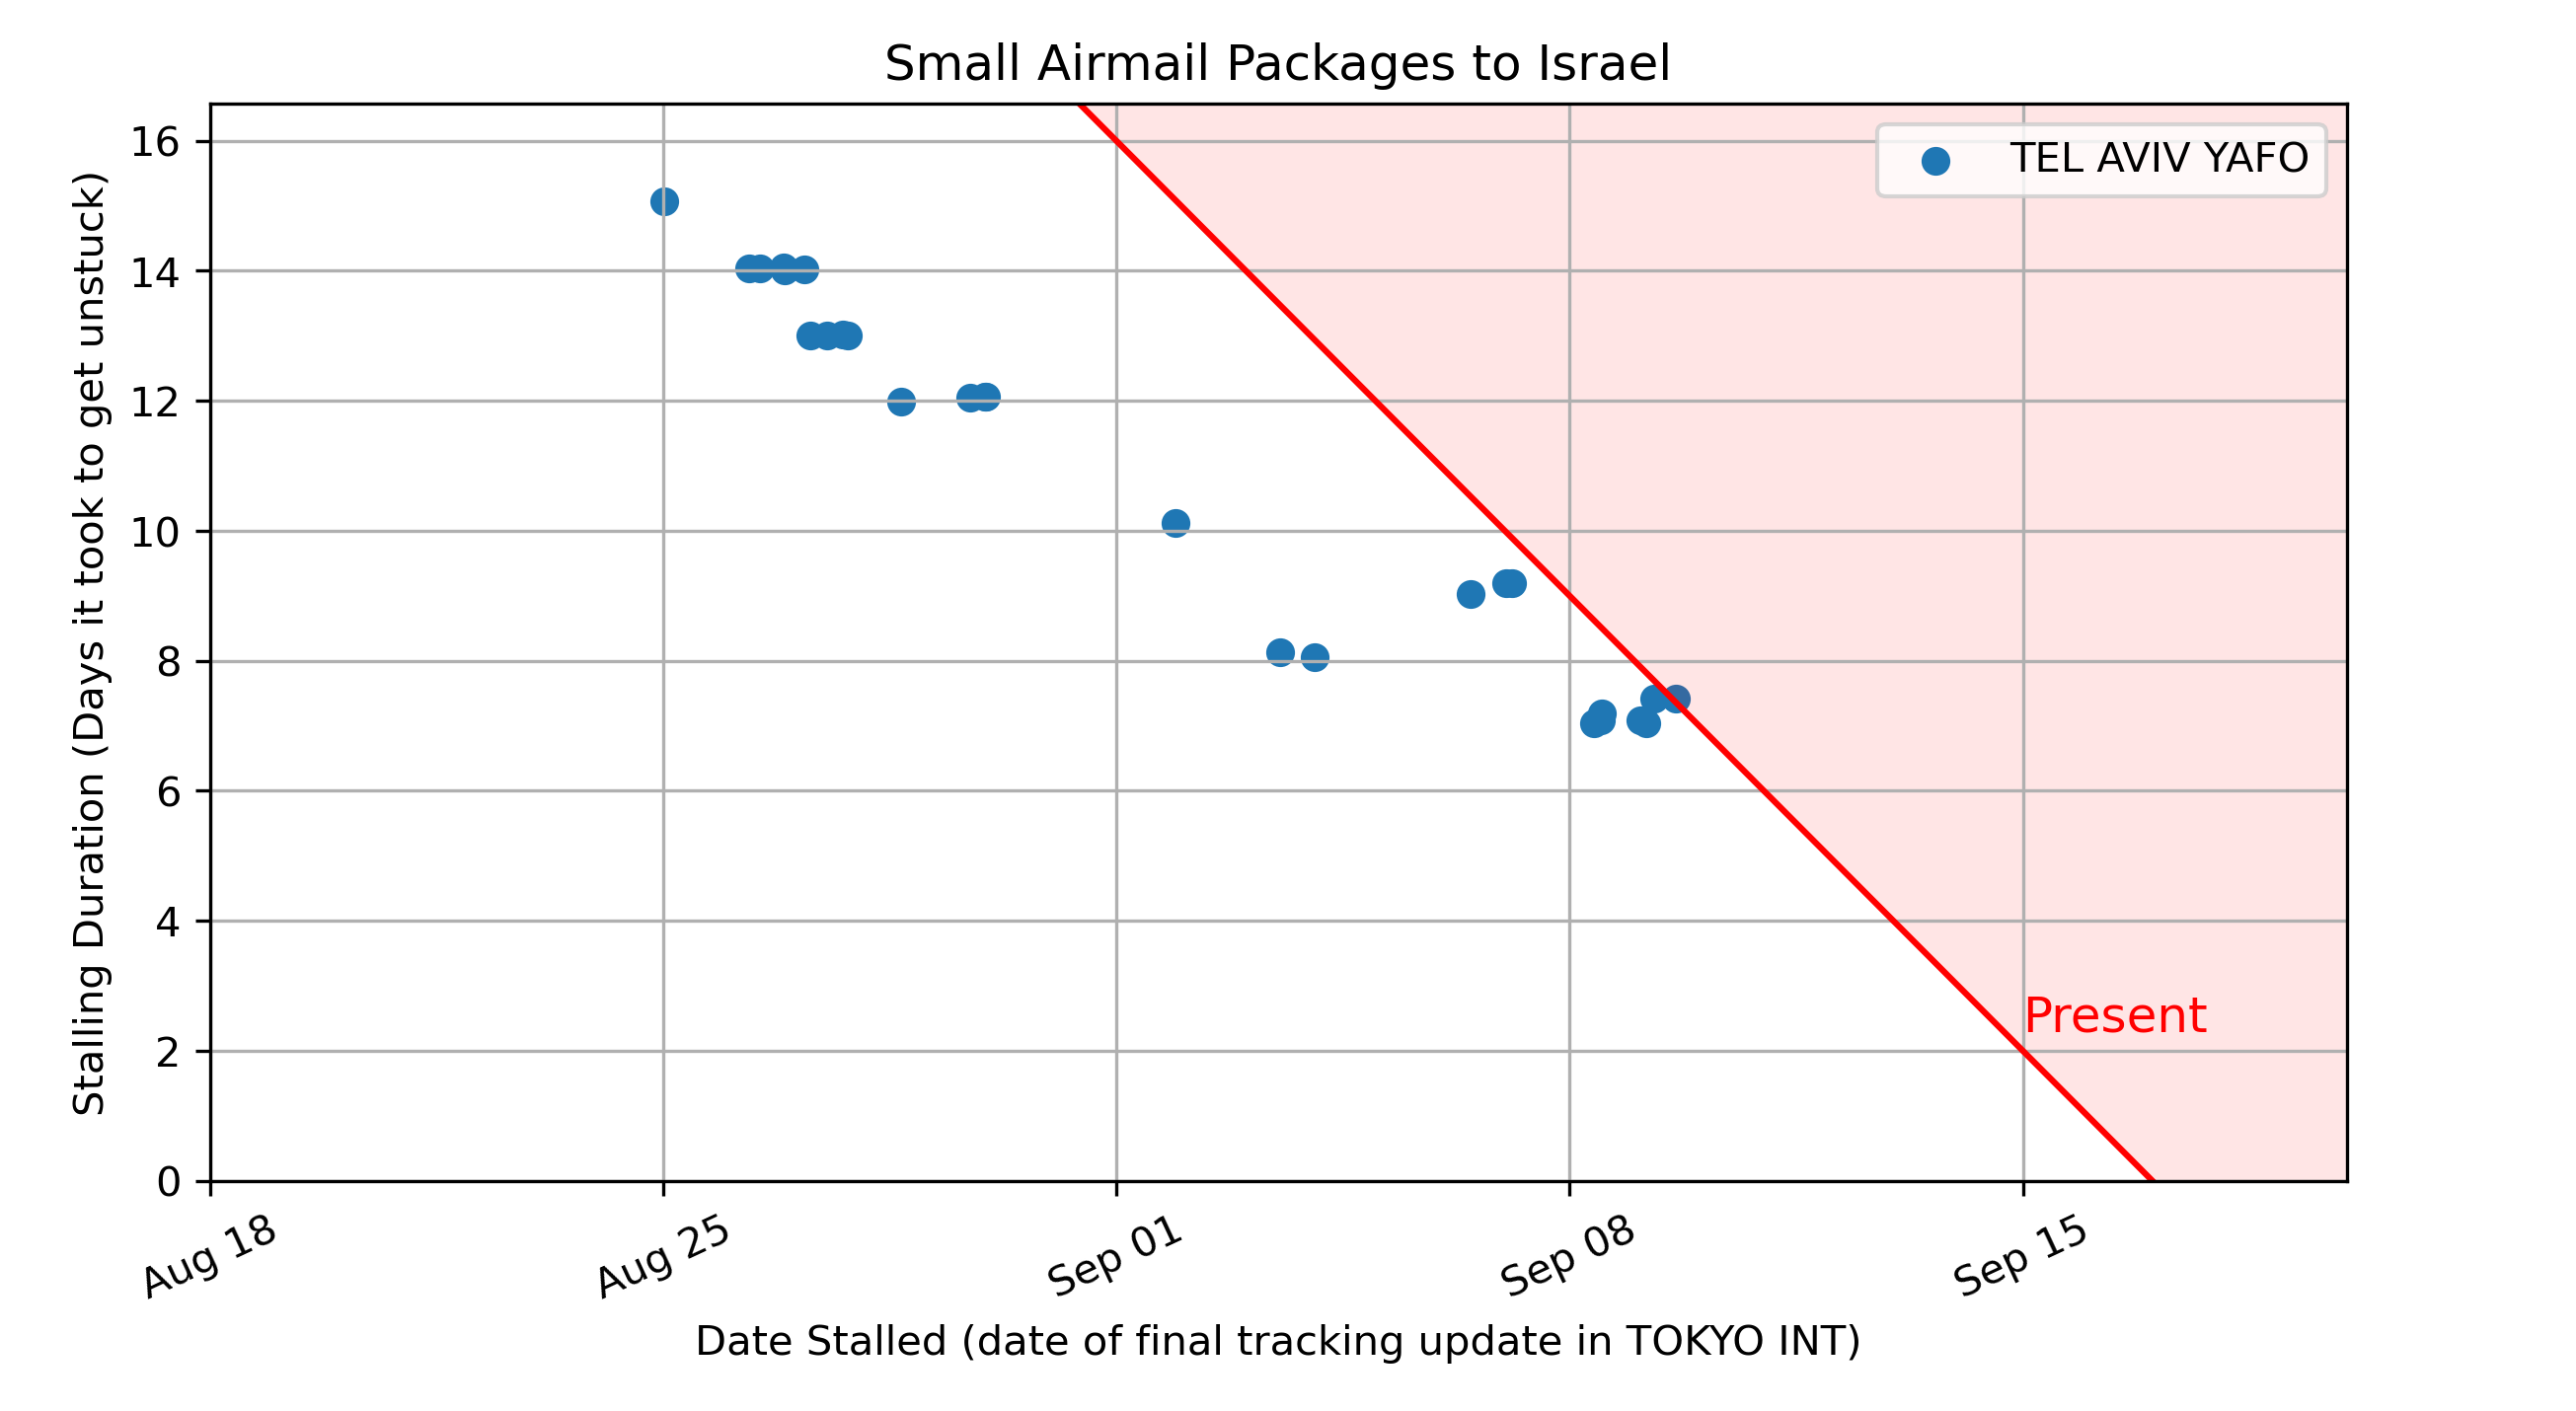 Small Airmail Packages to Israel
TEL AVIV YAFO
Stalling Duration (Days it took to get unstuck)
16
14
12
10
8
6
4
2
0
Present
Aug 18
Aug 25
Sep 01
Sep 08
Sep 15
Date Stalled (date of final tracking update in TOKYO INT)